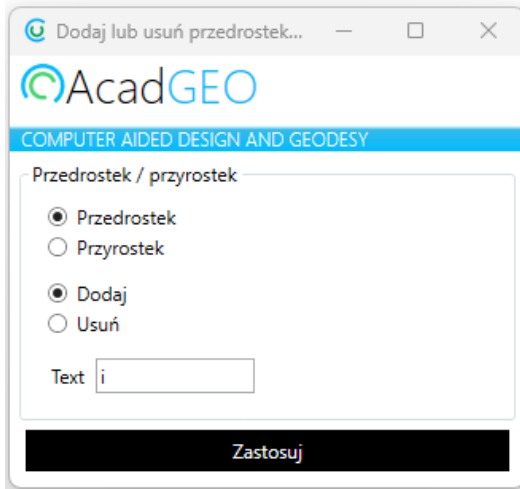 Dodaj lub usuń przedrostek...
AcadGEO
COMPUTER AIDED DESIGN AND GEODESY
Przedrostek / przyrostek
Przedrostek
Przyrostek
Dodaj
Usuń
Text i
Zastosuj